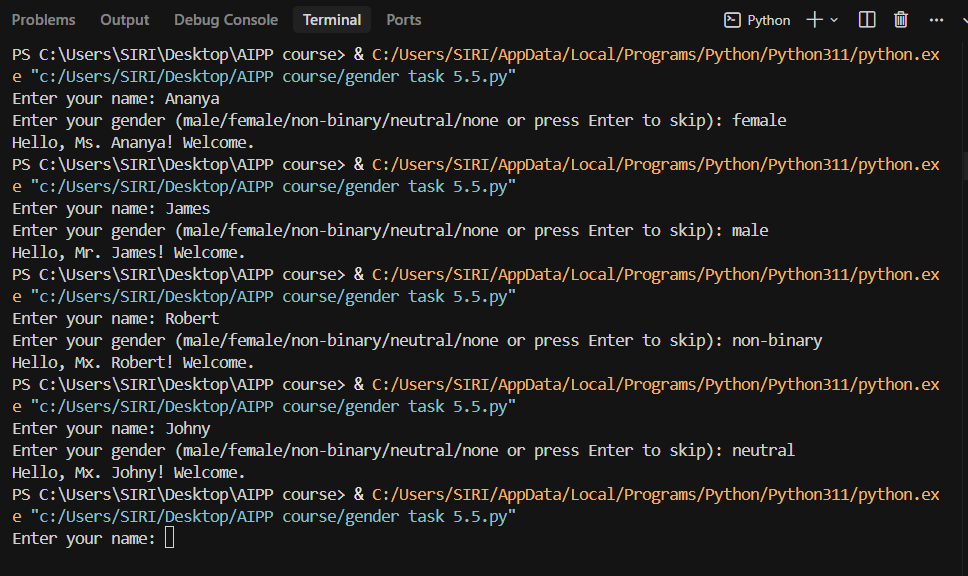 Problems Output Debug Console Terminal Ports Python
PS C:\Users\SIRI\Desktop\AIPP course> & C:/Users/SIRI/AppData/Local/Programs/Python/Python311/python.ex
e "c:/Users/SIRI/Desktop/AIPP course/gender task 5.5.py"
Enter your name: Ananya
Enter your gender (male/female/non-binary/neutral/none or press Enter to skip): female
Hello, Ms. Ananya! Welcome.
PS C:\Users\SIRI\Desktop\AIPP course> & C:/Users/SIRI/AppData/Local/Programs/Python/Python311/python.ex
e "c:/Users/SIRI/Desktop/AIPP course/gender task 5.5.py"
Enter your name: James
Enter your gender (male/female/non-binary/neutral/none or press Enter to skip): male
Hello, Mr. James! Welcome.
PS C:\Users\SIRI\Desktop\AIPP course> & C:/Users/SIRI/AppData/Local/Programs/Python/Python311/python.ex
e "c:/Users/SIRI/Desktop/AIPP course/gender task 5.5.py"
Enter your name: Robert
Enter your gender (male/female/non-binary/neutral/none or press Enter to skip): non-binary
Hello, Mx. Robert! Welcome.
PS C:\Users\SIRI\Desktop\AIPP course> & C:/Users/SIRI/AppData/Local/Programs/Python/Python311/python.ex
e "c:/Users/SIRI/Desktop/AIPP course/gender task 5.5.py"
Enter your name: Johny
Enter your gender (male/female/non-binary/neutral/none or press Enter to skip): neutral
Hello, Mx. Johny! Welcome.
PS C:\Users\SIRI\Desktop\AIPP course> & C:/Users/SIRI/AppData/Local/Programs/Python/Python311/python.ex
e "c:/Users/SIRI/Desktop/AIPP course/gender task 5.5.py"
Enter your name: